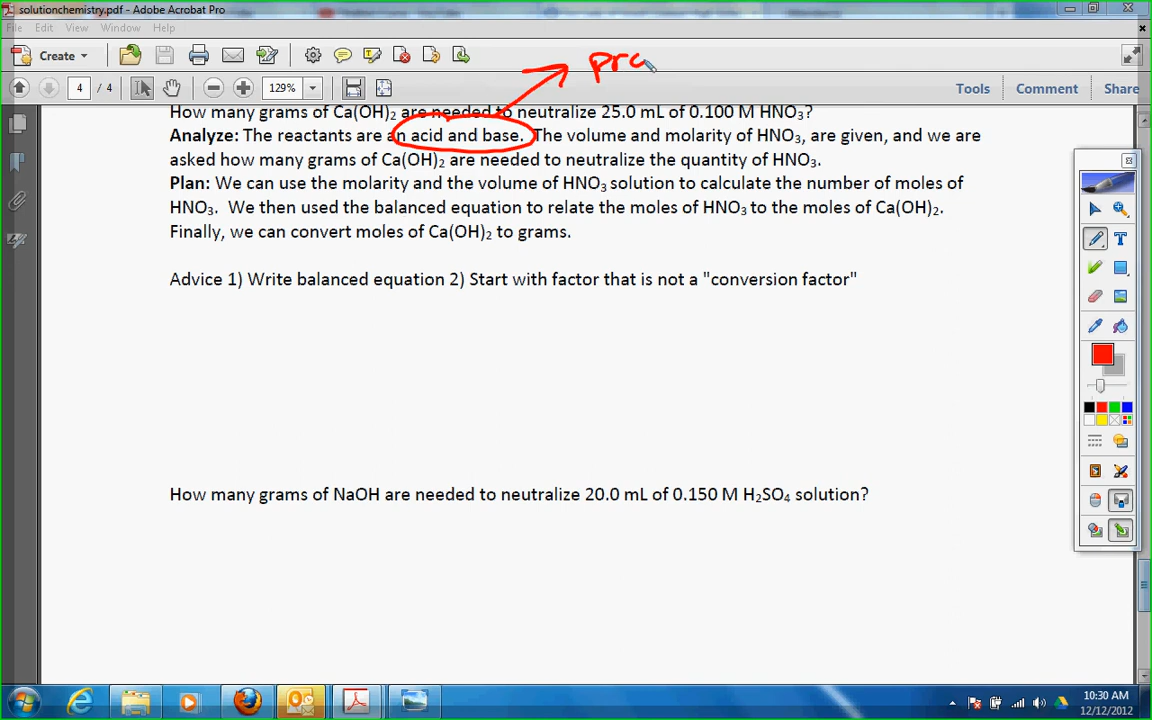 solutionchemistry.pdf - Adobe Acrobat Pro
File Edit View Window Help
Create
4 / 4 129% Tools Comment Share
pro
How many grams of Ca(OH)₂ are needed to neutralize 25.0 mL of 0.100 M HNO₃?
Analyze: The reactants are an acid and base. The volume and molarity of HNO₃, are given, and we are
asked how many grams of Ca(OH)₂ are needed to neutralize the quantity of HNO₃.
Plan: We can use the molarity and the volume of HNO₃ solution to calculate the number of moles of
HNO₃. We then used the balanced equation to relate the moles of HNO₃ to the moles of Ca(OH)₂.
Finally, we can convert moles of Ca(OH)₂ to grams.
Advice 1) Write balanced equation 2) Start with factor that is not a "conversion factor"
How many grams of NaOH are needed to neutralize 20.0 mL of 0.150 M H₂SO₄ solution?
10:30 AM
12/12/2012